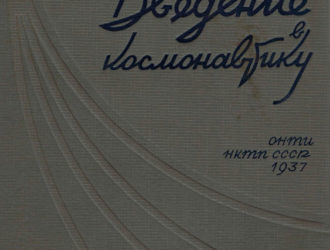 Введение
в
космонавтику
ОНТИ
НКТП СССР
1937